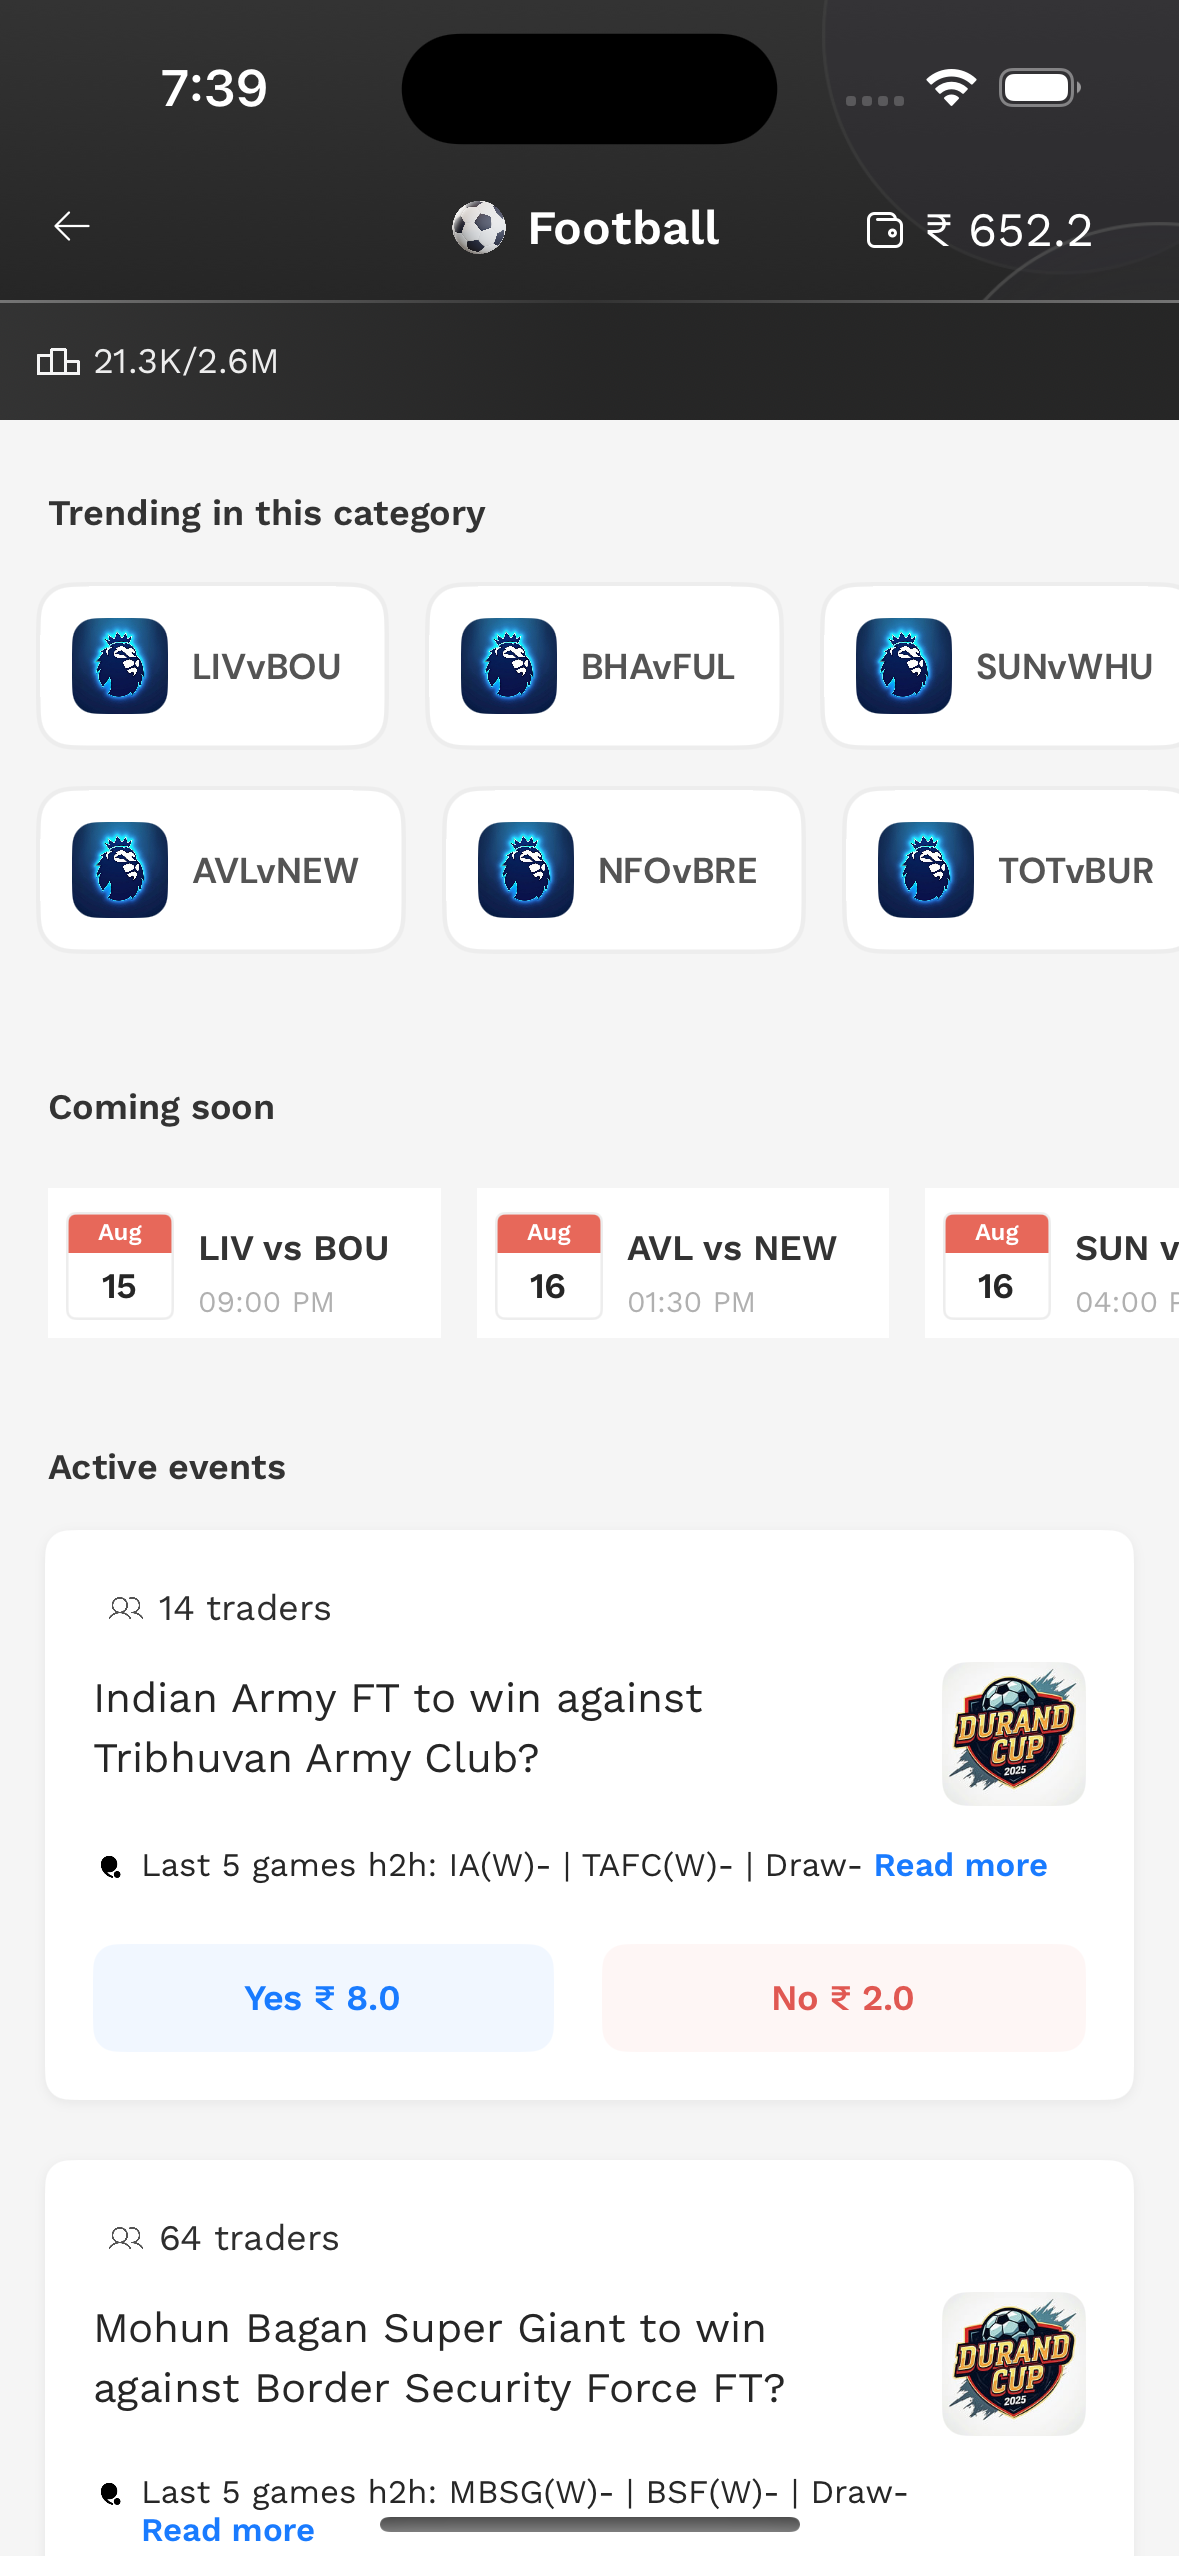 7:39
Football
₹ 652.2
21.3K/2.6M
Trending in this category
LIVvBOU
BHAvFUL
SUNvWHU
AVLvNEW
NFOvBRE
TOTvBUR
Coming soon
Aug
15
LIV vs BOU
09:00 PM
Aug
16
AVL vs NEW
01:30 PM
Aug
16
SUN v
04:00 P
Active events
14 traders
Indian Army FT to win against
Tribhuvan Army Club?
DURAND
CUP
2025
Last 5 games h2h: IA(W)- | TAFC(W)- | Draw- Read more
Yes ₹ 8.0
No ₹ 2.0
64 traders
Mohun Bagan Super Giant to win
against Border Security Force FT?
DURAND
CUP
2025
Last 5 games h2h: MBSG(W)- | BSF(W)- | Draw-
Read more